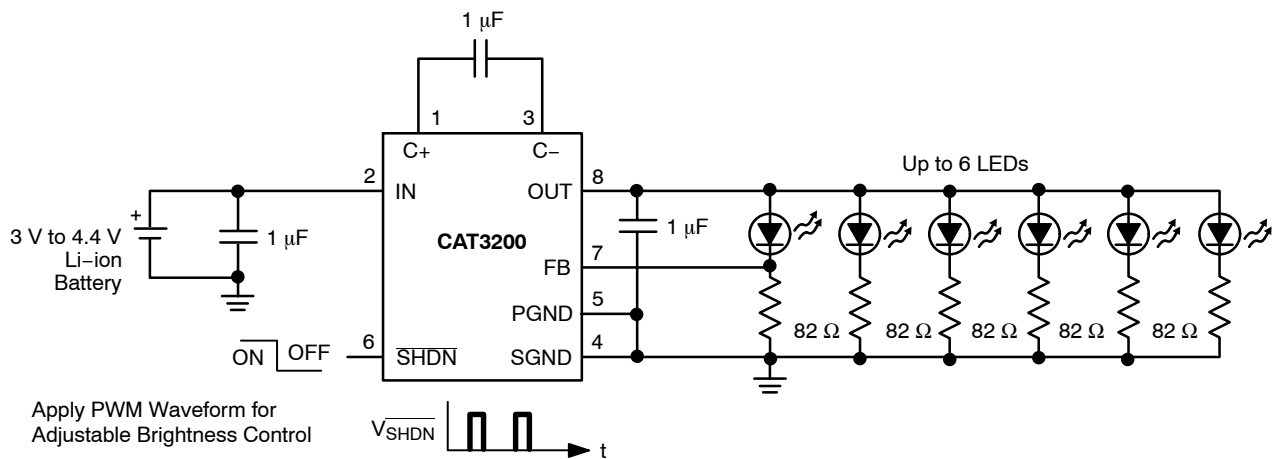 1 μF
1
3
C+
C−
2
IN
OUT
8
Up to 6 LEDs
+
3 V to 4.4 V
Li−ion
Battery
1 μF
CAT3200
1 μF
FB
7
PGND
5
82 Ω
82 Ω
82 Ω
82 Ω
82 Ω
ON
OFF
6
SHDN
SGND
4
Apply PWM Waveform for
Adjustable Brightness Control
VSHDN
t